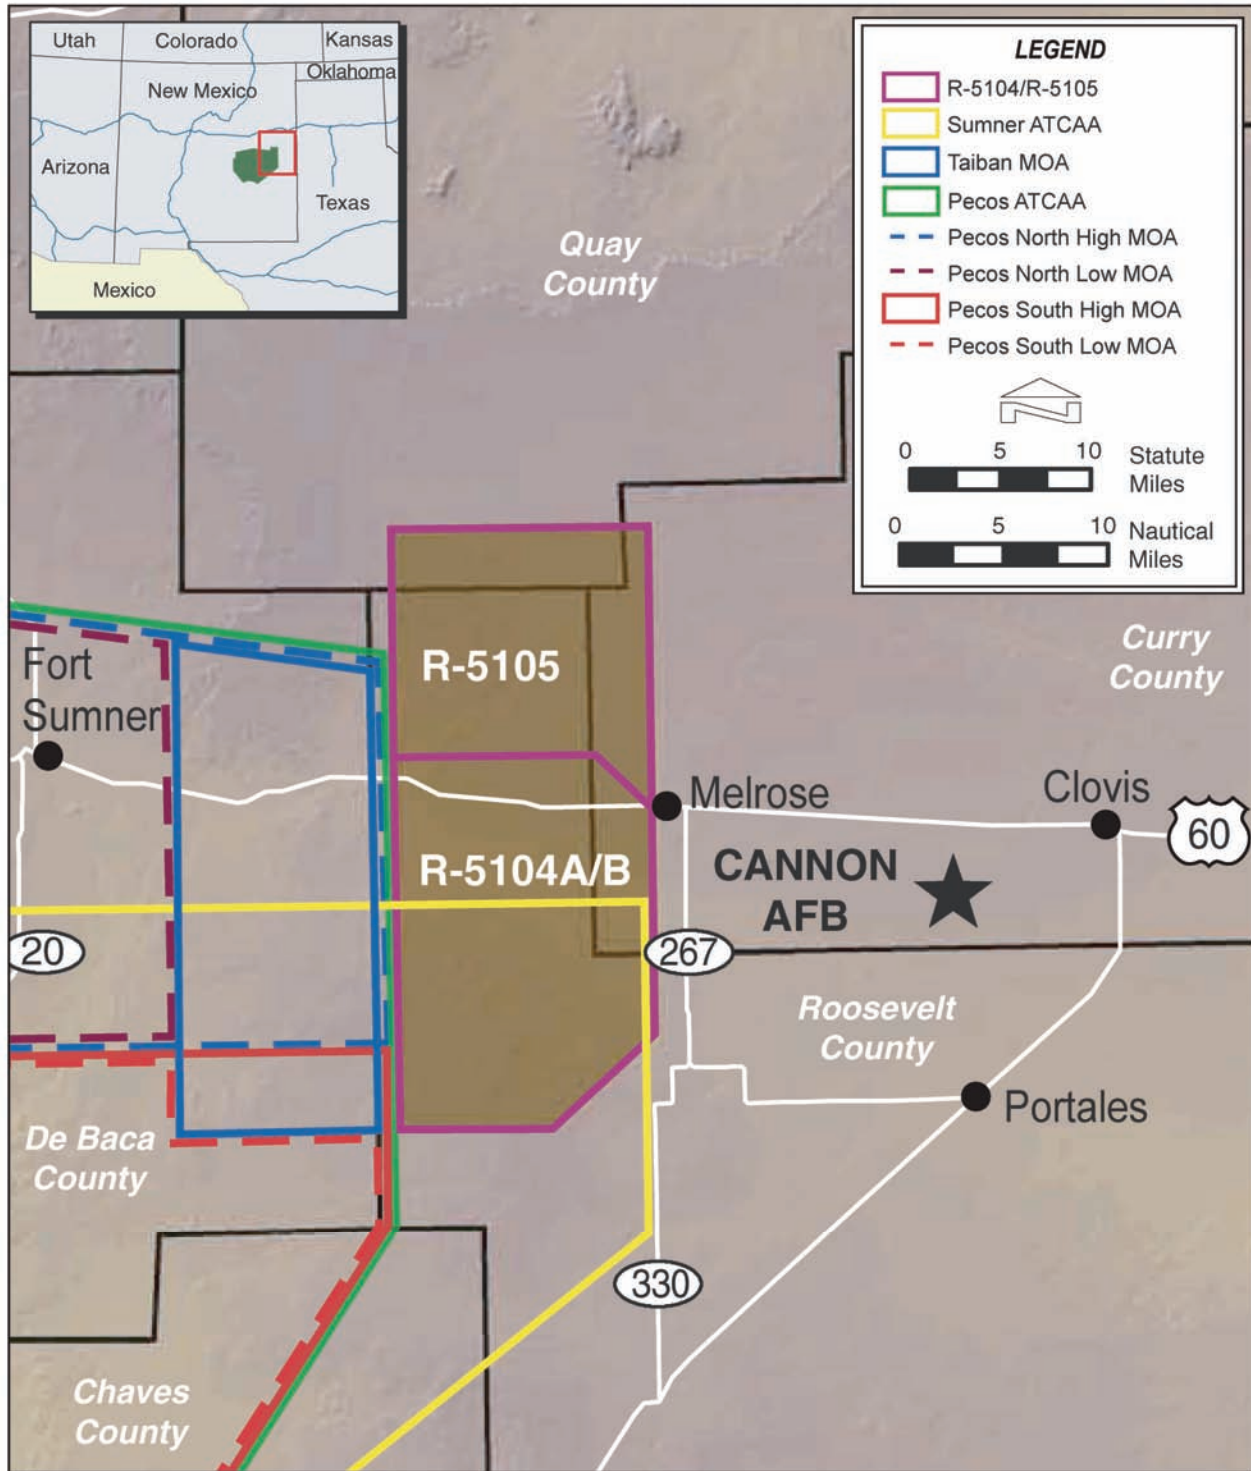 Utah
Colorado
Kansas
Oklahoma
New Mexico
Arizona
Texas
Mexico
LEGEND
R-5104/R-5105
Sumner ATCAA
Taiban MOA
Pecos ATCAA
Pecos North High MOA
Pecos North Low MOA
Pecos South High MOA
Pecos South Low MOA
N
0 5 10
Statute
Miles
0 5 10
Nautical
Miles
Quay
County
Curry
County
Fort
Sumner
R-5105
Melrose
Clovis
60
R-5104A/B
CANNON
AFB
20
267
Roosevelt
County
Portales
De Baca
County
330
Chaves
County